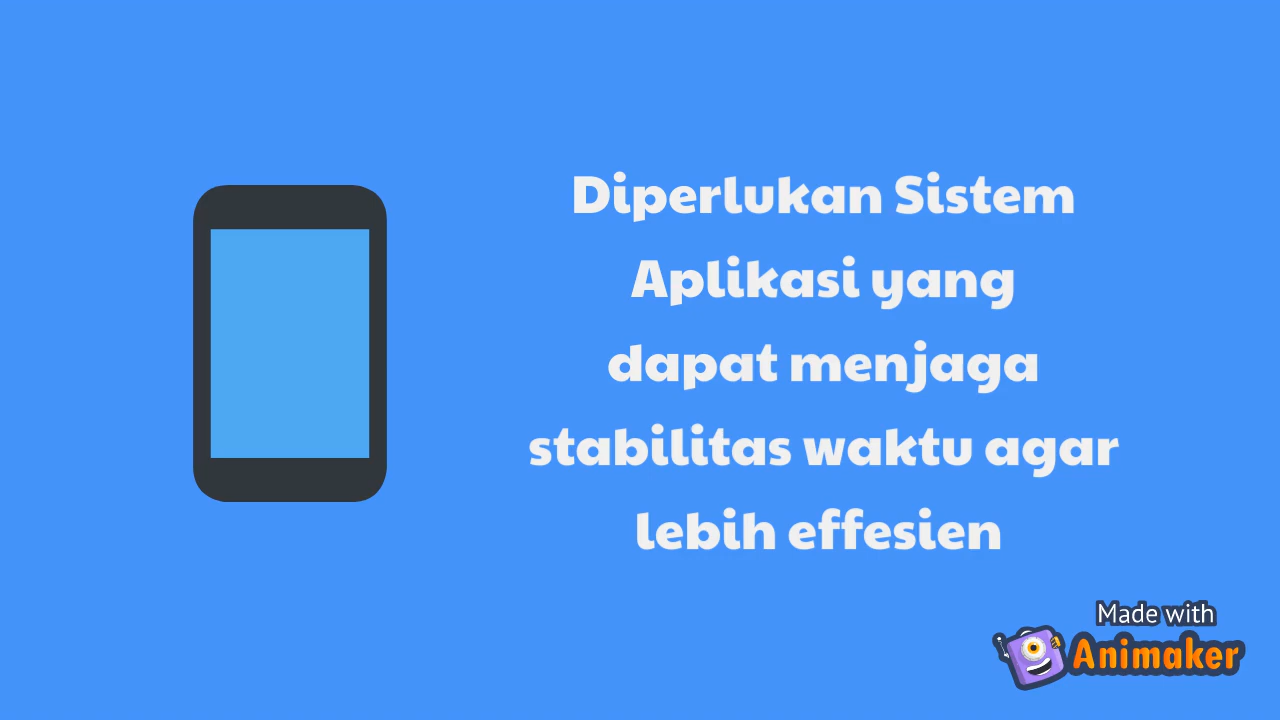 Diperlukan Sistem
Aplikasi yang
dapat menjaga
stabilitas waktu agar
lebih effesien
Made with
Animaker